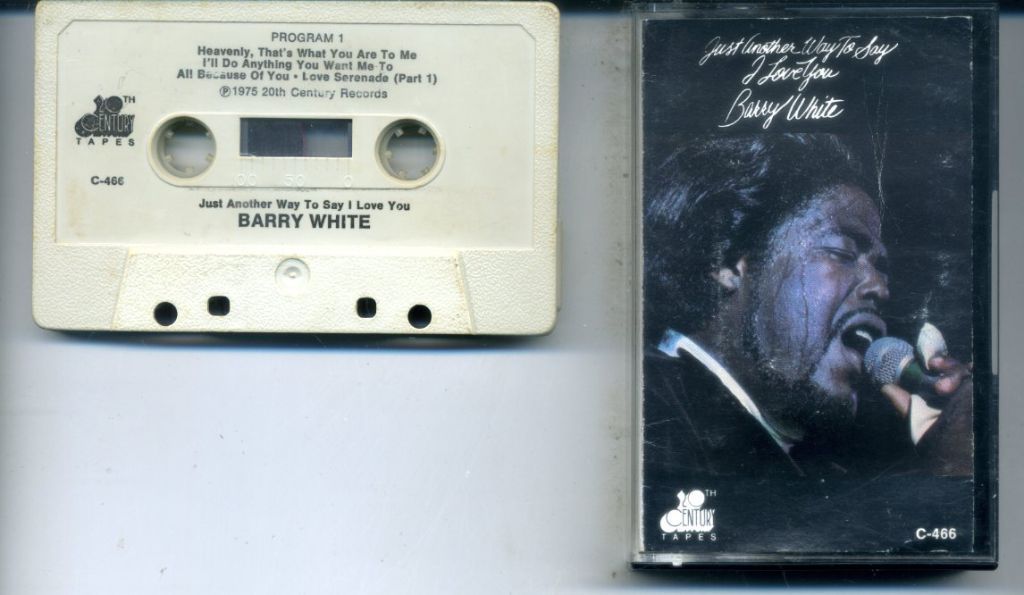 PROGRAM 1
Heavenly, That's What You Are To Me
I'll Do Anything You Want Me To
All Because Of You • Love Serenade (Part 1)
℗1975 20th Century Records
20TH
CENTURY
TAPES
C-466
00 50 0
Just Another Way To Say I Love You
BARRY WHITE
Just Another Way To Say
I Love You
Barry White
20TH
CENTURY
TAPES
C-466